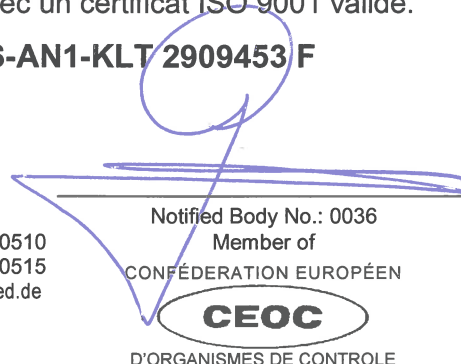 ec un certificat ISO 9001 valide.
S-AN1-KLT 2909453 F
Notified Body No.: 0036
0510
Member of
0515
CONFÉDERATION EUROPÉEN
ed.de
CEOC
D'ORGANISMES DE CONTROLE